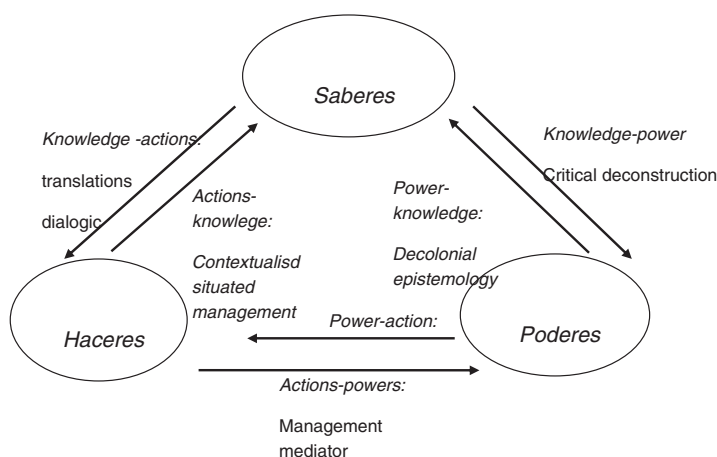 Saberes
Knowledge -actions:
translations
dialogic
Actions-
knowlege:
Contextualisd
situated
management
Power-
knowledge:
Decolonial
epistemology
Knowledge-power
Critical deconstruction
Haceres
Power-action:
Poderes
Actions-powers:
Management
mediator